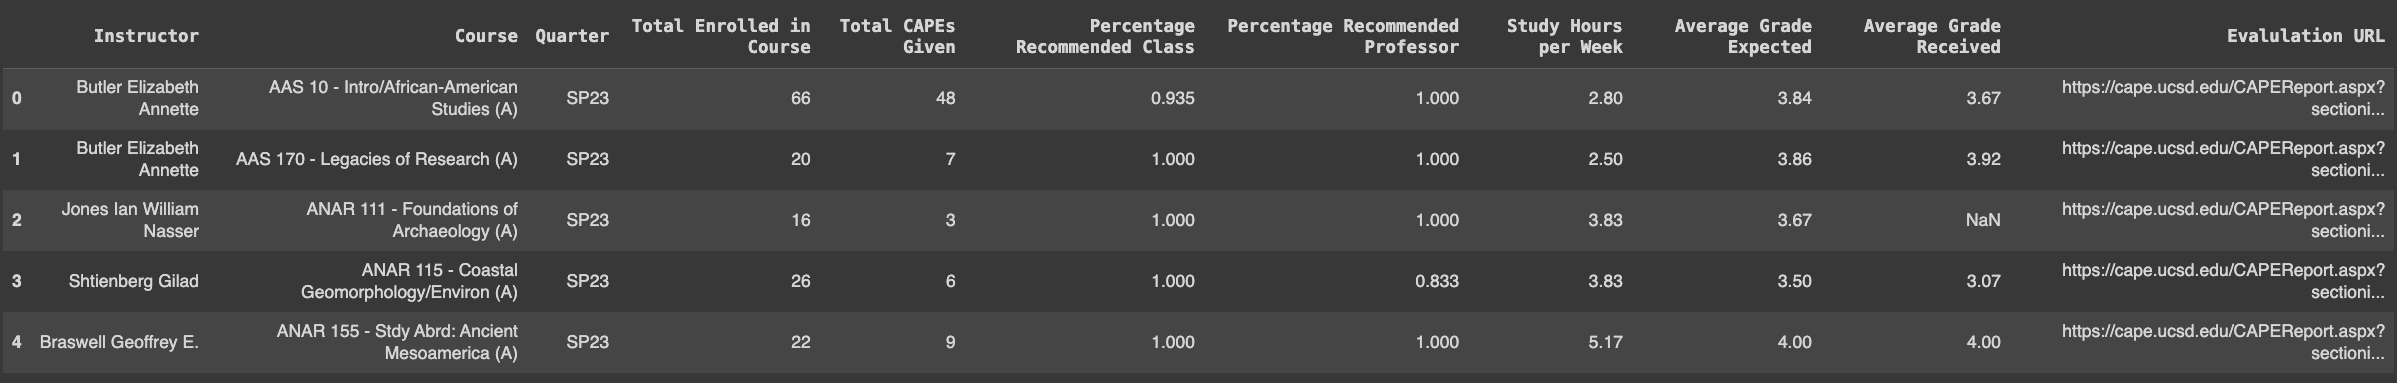 Instructor Course Quarter Total Enrolled in Course Total CAPEs Given Percentage Recommended Class Percentage Recommended Professor Study Hours per Week Average Grade Expected Average Grade Received Evalulation URL
0 Butler Elizabeth Annette AAS 10 - Intro/African-American Studies (A) SP23 66 48 0.935 1.000 2.80 3.84 3.67 https://cape.ucsd.edu/CAPEReport.aspx?sectioni...
1 Butler Elizabeth Annette AAS 170 - Legacies of Research (A) SP23 20 7 1.000 1.000 2.50 3.86 3.92 https://cape.ucsd.edu/CAPEReport.aspx?sectioni...
2 Jones Ian William Nasser ANAR 111 - Foundations of Archaeology (A) SP23 16 3 1.000 1.000 3.83 3.67 NaN https://cape.ucsd.edu/CAPEReport.aspx?sectioni...
3 Shtienberg Gilad ANAR 115 - Coastal Geomorphology/Environ (A) SP23 26 6 1.000 0.833 3.83 3.50 3.07 https://cape.ucsd.edu/CAPEReport.aspx?sectioni...
4 Braswell Geoffrey E. ANAR 155 - Stdy Abrd: Ancient Mesoamerica (A) SP23 22 9 1.000 1.000 5.17 4.00 4.00 https://cape.ucsd.edu/CAPEReport.aspx?sectioni...